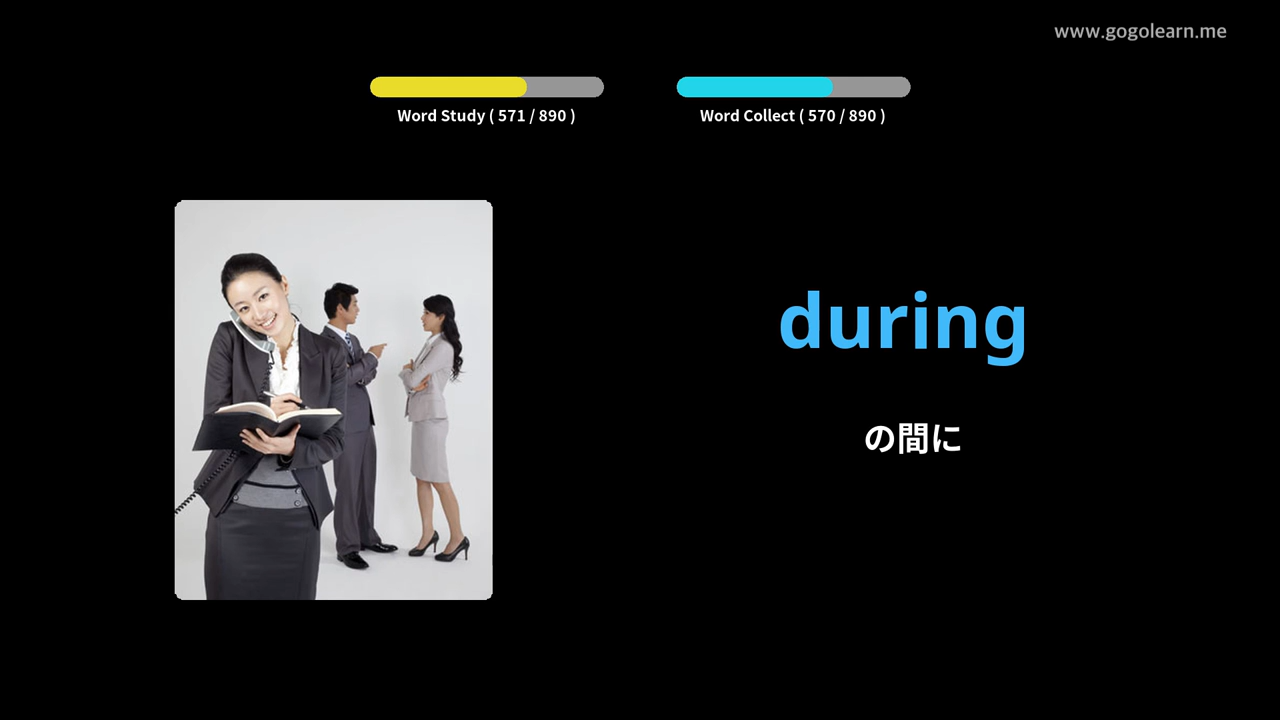 www.gogolearn.me
Word Study ( 571 / 890 )
Word Collect ( 570 / 890 )
during
の間に